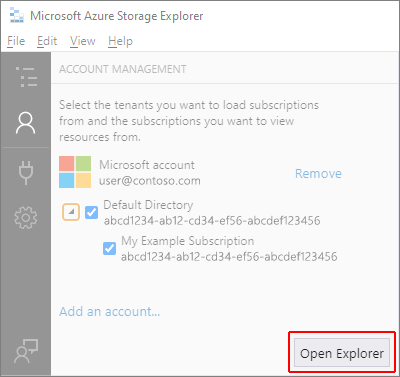 Microsoft Azure Storage Explorer
File Edit View Help
ACCOUNT MANAGEMENT
Select the tenants you want to load subscriptions
from and the subscriptions you want to view
resources from.
Microsoft account
user@contoso.com
Remove
Default Directory
abcd1234-ab12-cd34-ef56-abcdef123456
My Example Subscription
abcd1234-ab12-cd34-ef56-abcdef123456
Add an account...
Open Explorer